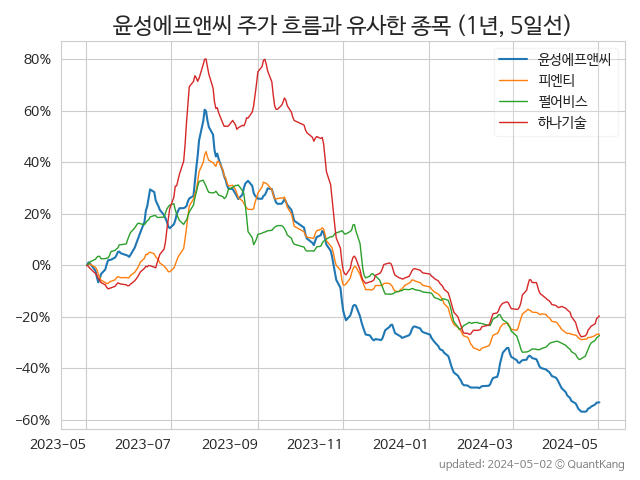 윤성에프앤씨 주가 흐름과 유사한 종목 (1년, 5일선)
윤성에프앤씨
피엔티
펄어비스
하나기술
80%
60%
40%
20%
0%
−20%
−40%
−60%
2023-05 2023-07 2023-09 2023-11 2024-01 2024-03 2024-05
updated: 2024-05-02 © QuantKang